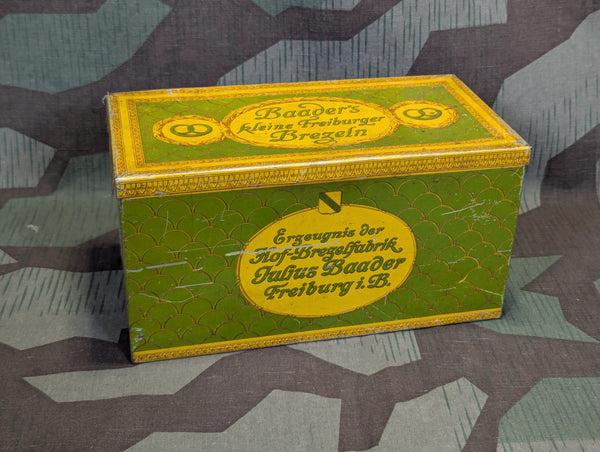 Baader's
kleine Freiburger
Brezeln
Erzeugnis der
Hof-Brezelfabrik
Julius Baader
Freiburg i. B.